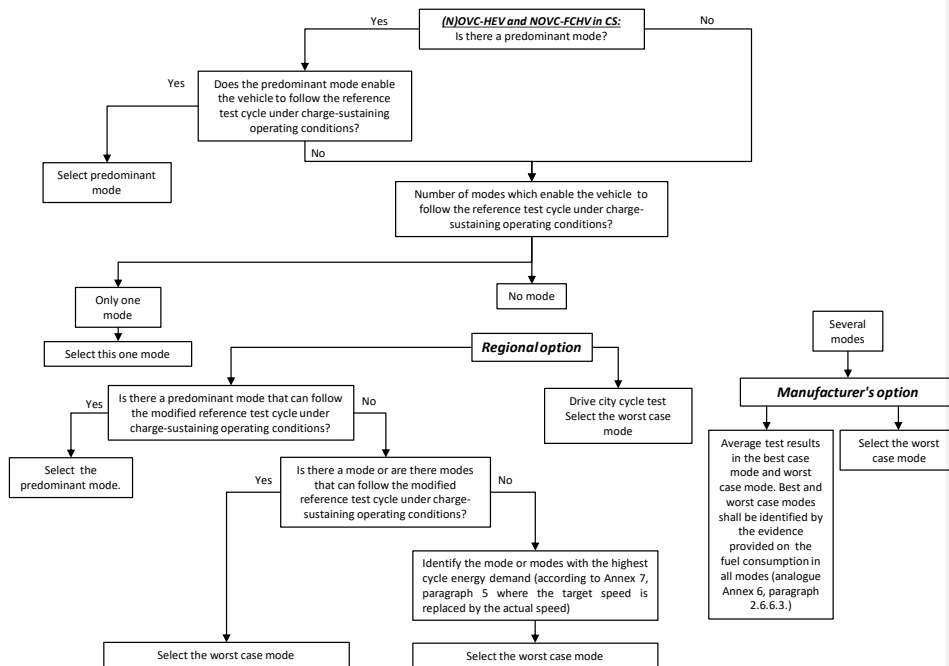 (N)OVC-HEV and NOVC-FCHV in CS:
Is there a predominant mode?
Yes
No
Does the predominant mode enable
the vehicle to follow the reference
test cycle under charge-sustaining
operating conditions?
Yes
No
Select predominant
mode
Number of modes which enable the vehicle to
follow the reference test cycle under charge-
sustaining operating conditions?
Only one
mode
No mode
Several
modes
Select this one mode
Regional option
Manufacturer's option
Is there a predominant mode that can follow
the modified reference test cycle under
charge-sustaining operating conditions?
Yes
No
Drive city cycle test
Select the worst case
mode
Average test results
in the best case
mode and worst
case mode. Best and
worst case modes
shall be identified by
the evidence
provided on the
fuel consumption in
all modes (analogue
Annex 6, paragraph
2.6.6.3.)
Select the worst
case mode
Select the
predominant mode.
Is there a mode or are there modes
that can follow the modified
reference test cycle under charge-
sustaining operating conditions?
Yes
No
Identify the mode or modes with the highest
cycle energy demand (according to Annex 7,
paragraph 5 where the target speed is
replaced by the actual speed)
Select the worst case mode
Select the worst case mode